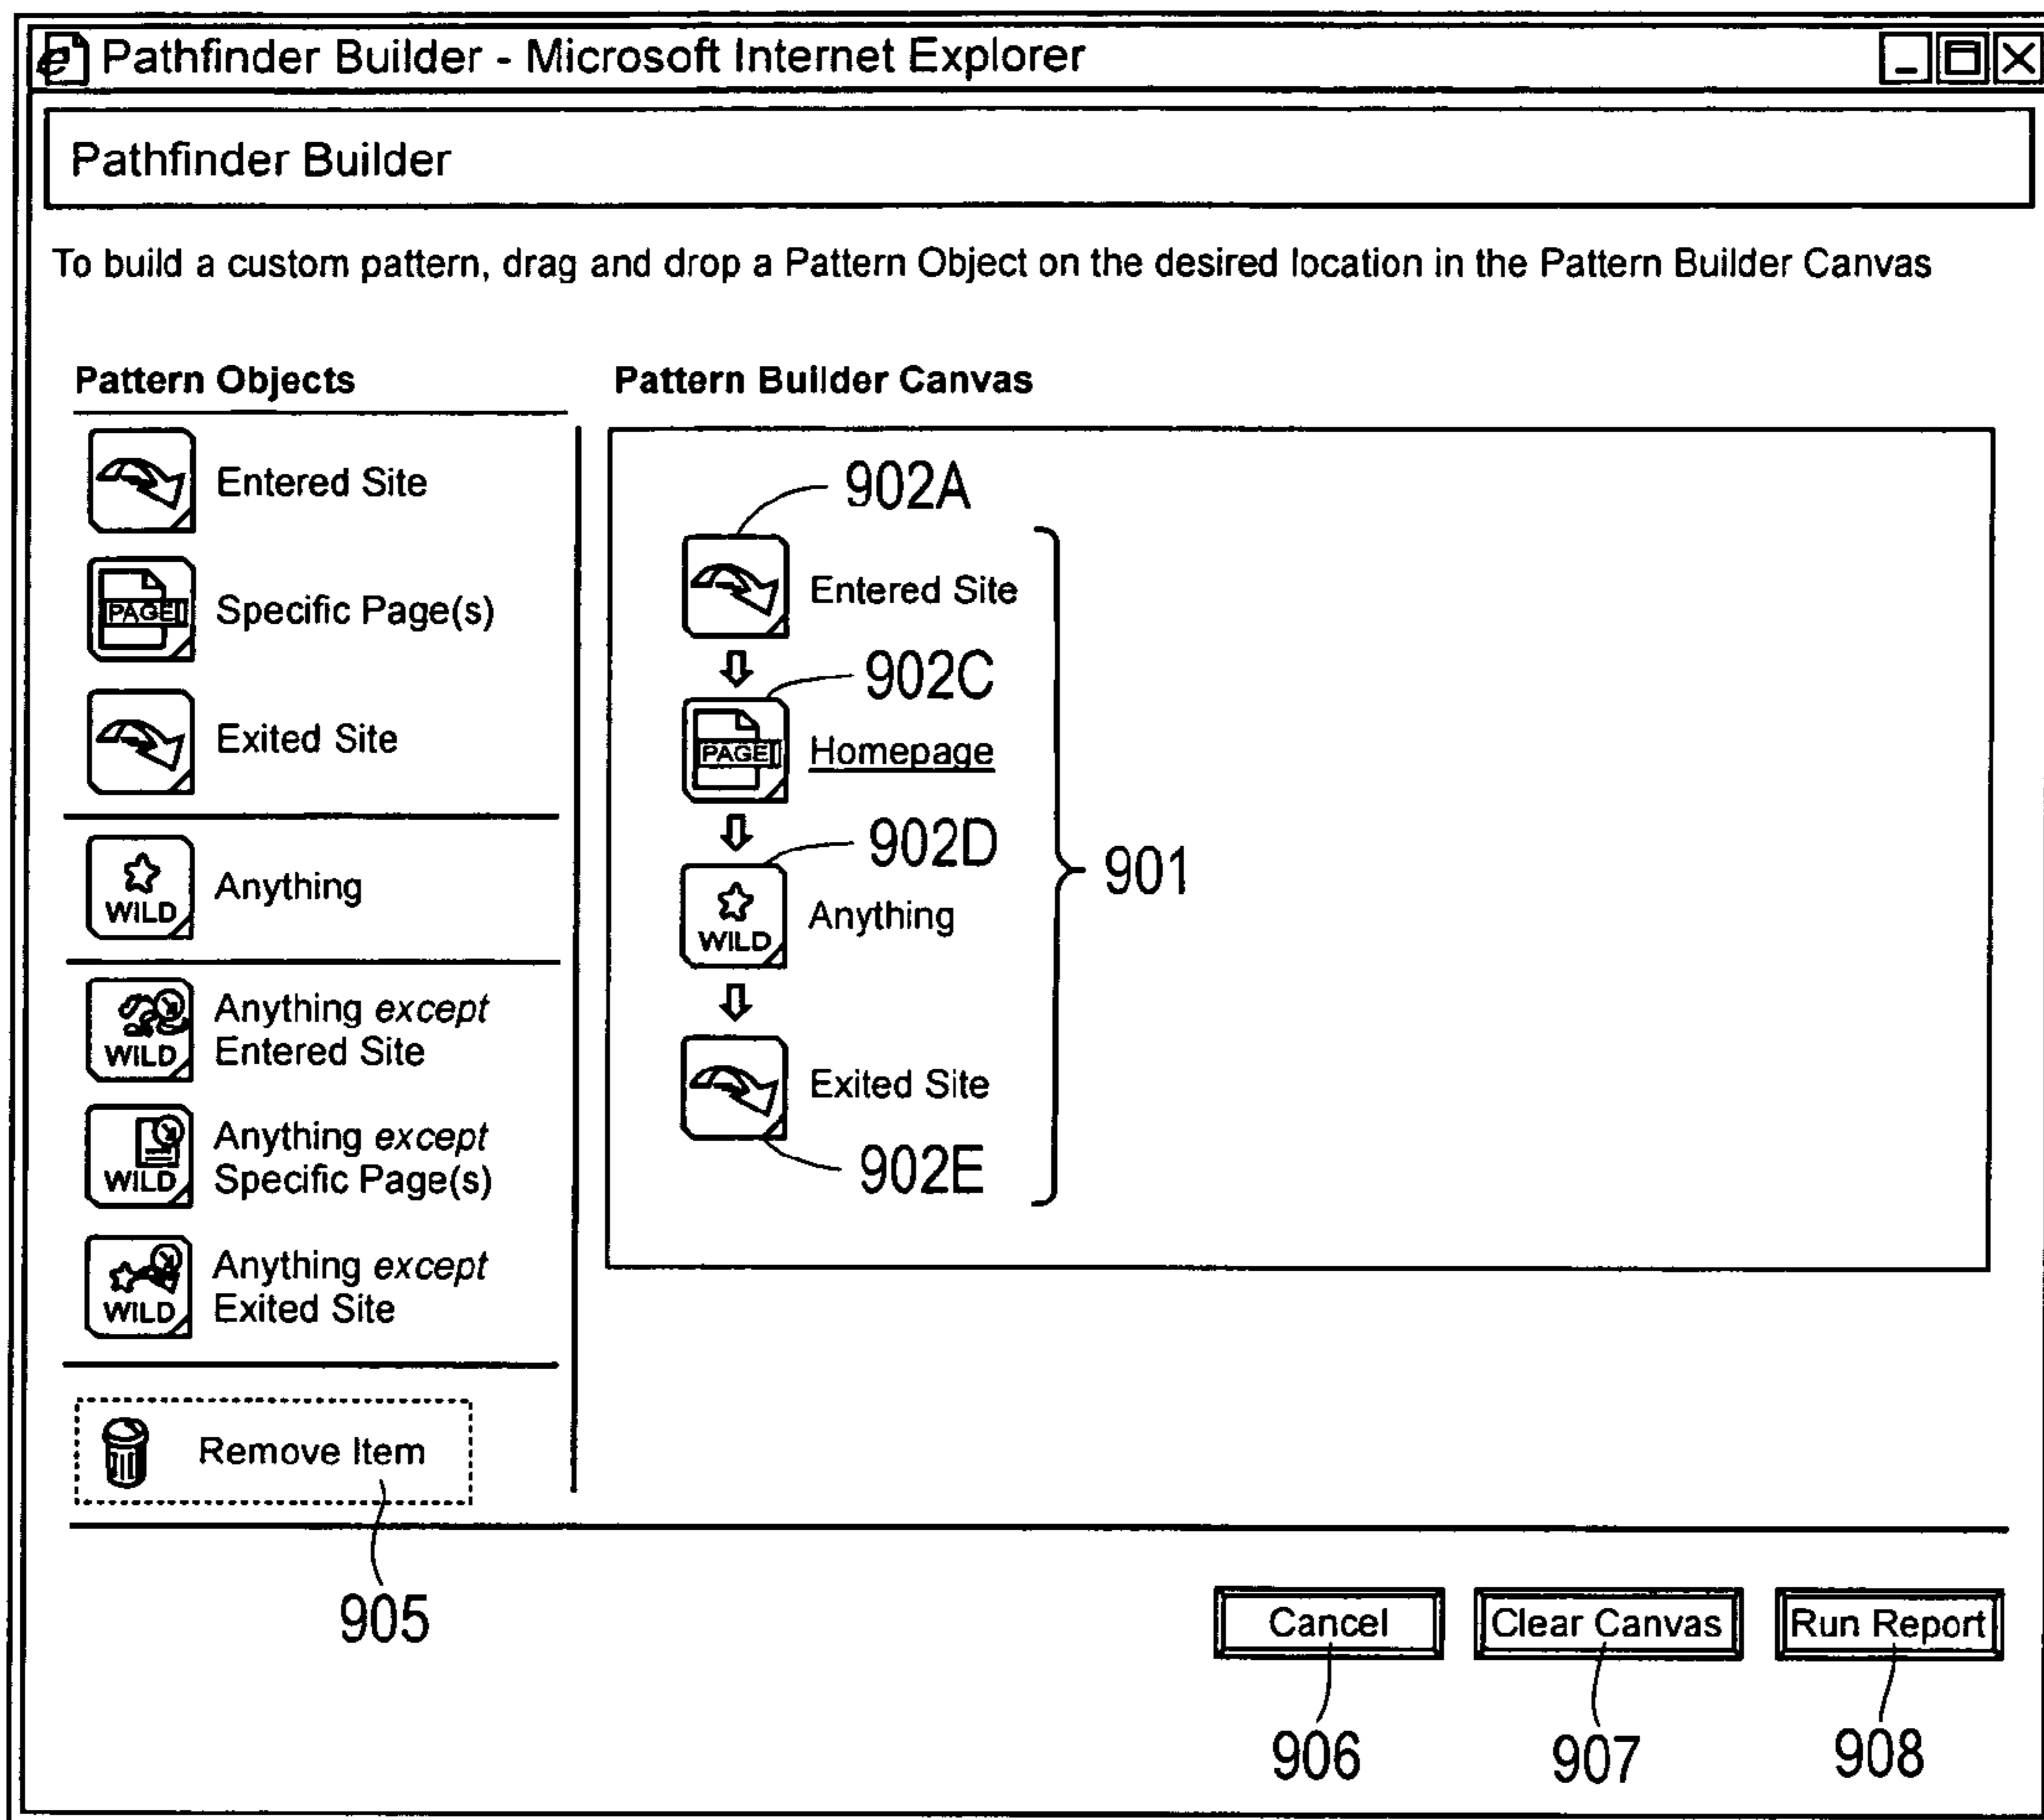 Pathfinder Builder - Microsoft Internet Explorer
Pathfinder Builder
To build a custom pattern, drag and drop a Pattern Object on the desired location in the Pattern Builder Canvas
Pattern Objects
Entered Site
PAGE
Specific Page(s)
Exited Site
WILD
Anything
WILD
Anything except
Entered Site
WILD
Anything except
Specific Page(s)
WILD
Anything except
Exited Site
Remove Item
905
Pattern Builder Canvas
902A
Entered Site
902C
PAGE
Homepage
902D
WILD
Anything
901
Exited Site
902E
Cancel
Clear Canvas
Run Report
906
907
908